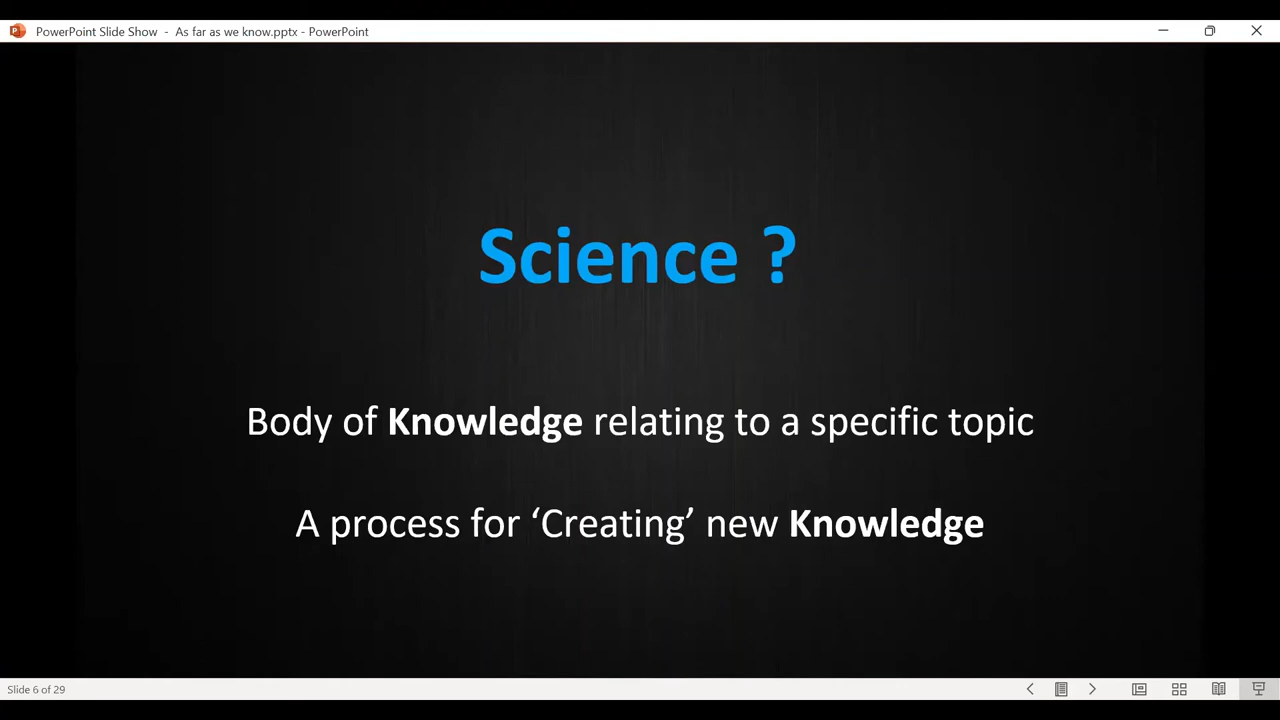 PowerPoint Slide Show - As far as we know.pptx - PowerPoint
Science ?
Body of Knowledge relating to a specific topic
A process for ‘Creating’ new Knowledge
Slide 6 of 29